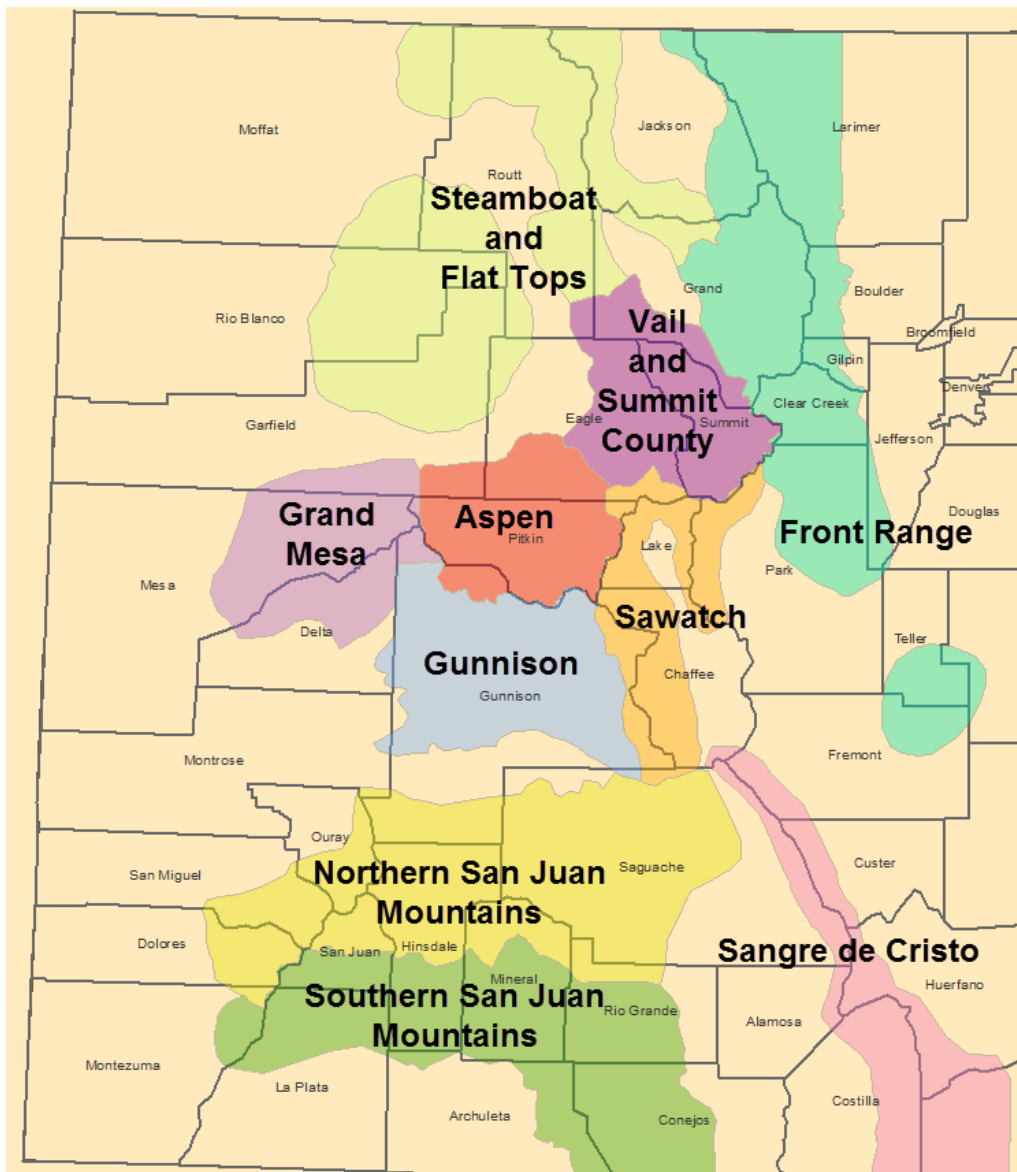 Moffat
Jackson
Larimer
Routt
Steamboat
and
Flat Tops
Grand
Boulder
Rio Blanco
Vail
and
Summit
County
Broomfield
Gilpin
Denver
Clear Creek
Eagle
Summit
Garfield
Jefferson
Grand
Mesa
Aspen
Pitkin
Douglas
Front Range
Lake
Park
Mesa
Delta
Sawatch
Teller
Gunnison
Gunnison
Chaffee
Montrose
Fremont
Ouray
Northern San Juan
Mountains
Saguache
Custer
San Miguel
Dolores
San Juan
Hinsdale
Sangre de Cristo
Mineral
Huerfano
Southern San Juan
Mountains
Rio Grande
Alamosa
Montezuma
La Plata
Archuleta
Conejos
Costilla